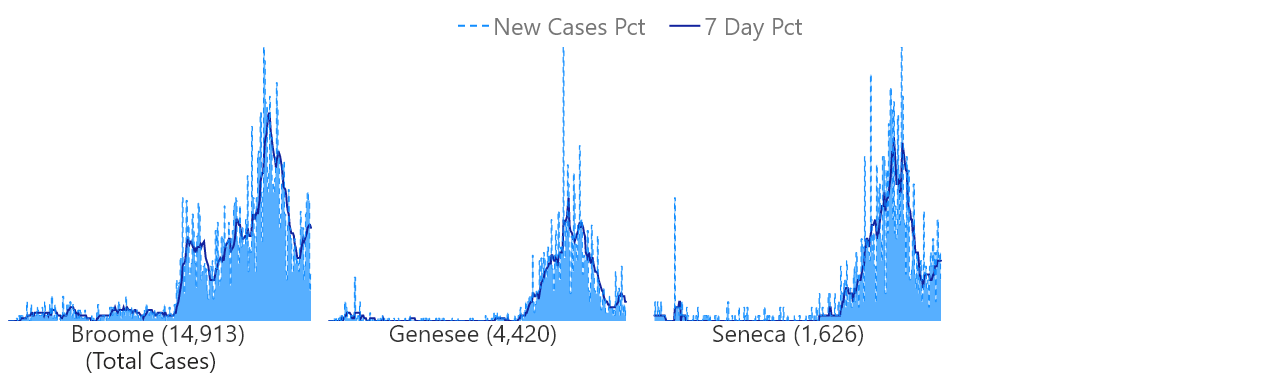 New Cases Pct 7 Day Pct
Broome (14,913) Genesee (4,420) Seneca (1,626)
(Total Cases)